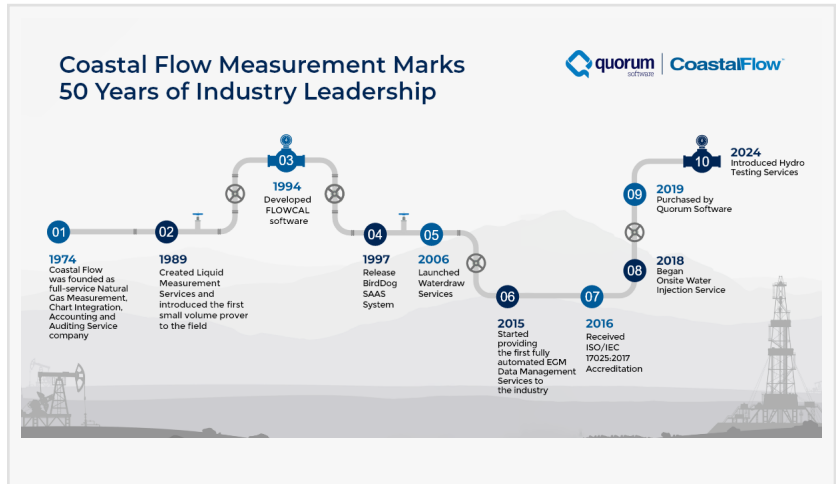 Coastal Flow Measurement Marks
50 Years of Industry Leadership
quorum
software
CoastalFlow
01
1974
Coastal Flow
was founded as
full-service Natural
Gas Measurement,
Chart Integration,
Accounting and
Auditing Service
company
02
1989
Created Liquid
Measurement
Services and
introduced the first
small volume prover
to the field
03
1994
Developed
FLOWCAL
software
04
1997
Release
BirdDog
SAAS
System
05
2006
Launched
Waterdraw
Services
06
2015
Started
providing
the first fully
automated EGM
Data Management
Services to
the industry
07
2016
Received
ISO/IEC
17025:2017
Accreditation
08
2018
Began
Onsite Water
Injection Service
09
2019
Purchased by
Quorum Software
10
2024
Introduced Hydro
Testing Services